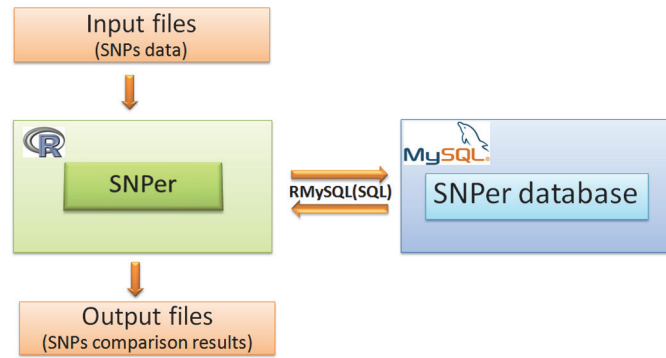 Input files
(SNPs data)
R
SNPer
RMySQL(SQL)
MySQL®
SNPer database
Output files
(SNPs comparison results)